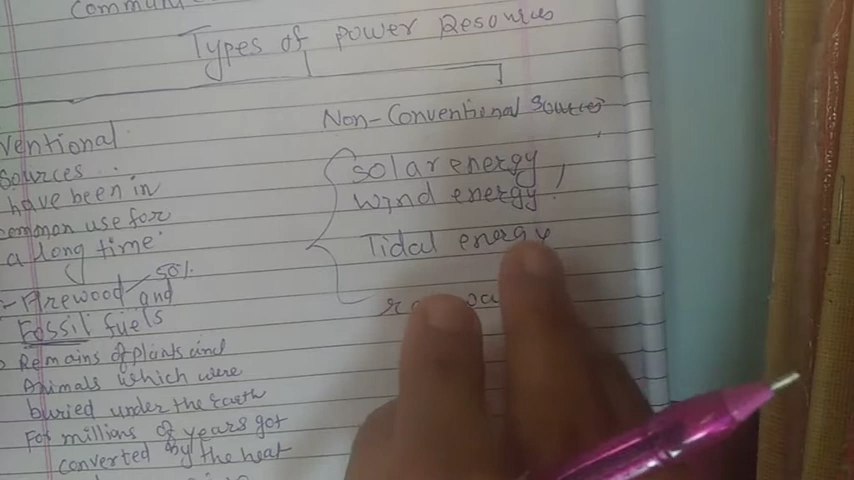 Commun
Types of power Resources
ventional
Sources :
have been in
common use for
a long time.
:- Firewood 50%
and
Fossil fuels
Remains of plants and
Animals which were
buried under the earth
For millions of years got
converted by the heat
Non-Conventional Sources
solar energy
wind energy!
Tidal energy